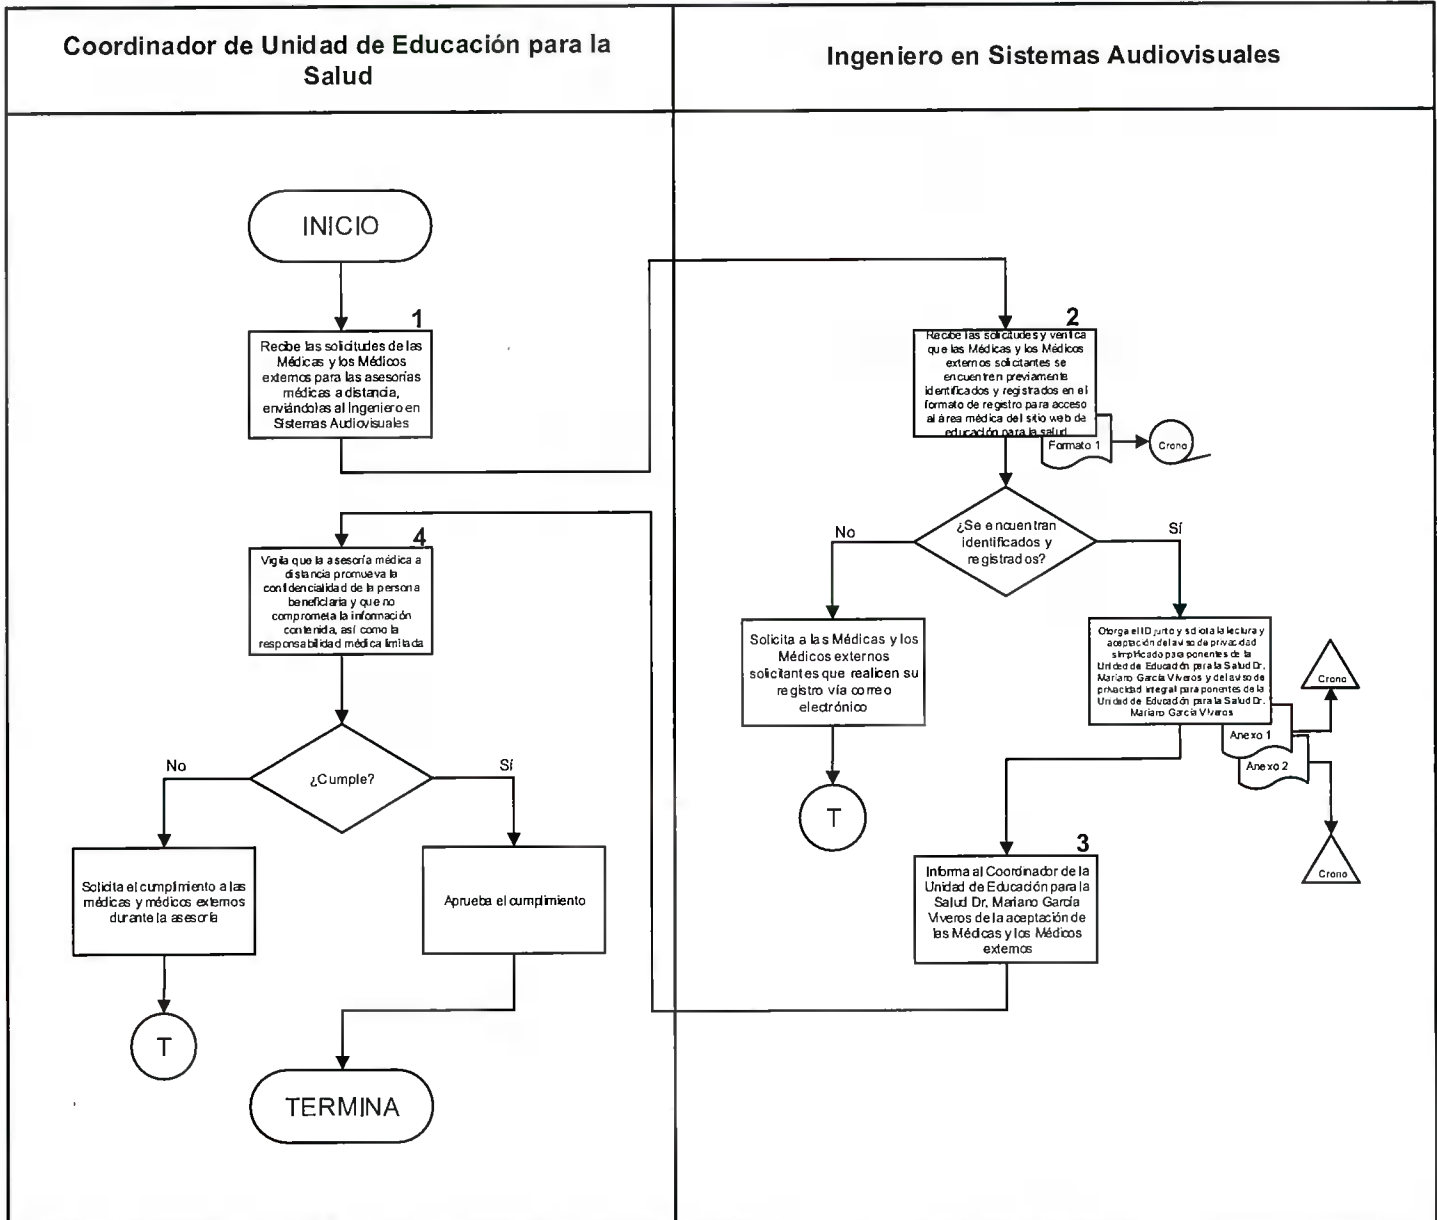 Coordinador de Unidad de Educación para la
Salud
Ingeniero en Sistemas Audiovisuales
INICIO
1
Recibe las solicitudes de las
Médicas y los Médicos
externos para las asesorías
médicas a distancia,
enviándolas al Ingeniero en
Sistemas Audiovisuales
2
Recibe las solicitudes y verifica
que las Médicas y los Médicos
externos solicitantes se
encuentren previamente
identificados y registrados en el
formato de registro para acceso
al área médica del sitio web de
educación para la salud
Formato 1
Crono
¿Se encuentran
identificados y
registrados?
No
Sí
Solicita a las Médicas y los
Médicos externos
solicitantes que realicen su
registro vía correo
electrónico
T
Otorga el ID junto y solicita la lectura y
aceptación del aviso de privacidad
simplificado para ponentes de la
Unidad de Educación para la Salud Dr.
Mariano García Viveros y del aviso de
privacidad integral para ponentes de la
Unidad de Educación para la Salud Dr.
Mariano García Viveros
Anexo 1
Anexo 2
Crono
Crono
3
Informa al Coordinador de la
Unidad de Educación para la
Salud Dr, Mariano García
Viveros de la aceptación de
las Médicas y los Médicos
externos
4
Vigila que la asesoría médica a
distancia promueva la
confidencialidad de la persona
beneficiaria y que no
comprometa la información
contenida, así como la
responsabilidad médica limitada
¿Cumple?
No
Sí
Solicita el cumplimiento a las
médicas y médicos externos
durante la asesoría
T
Aprueba el cumplimiento
TERMINA